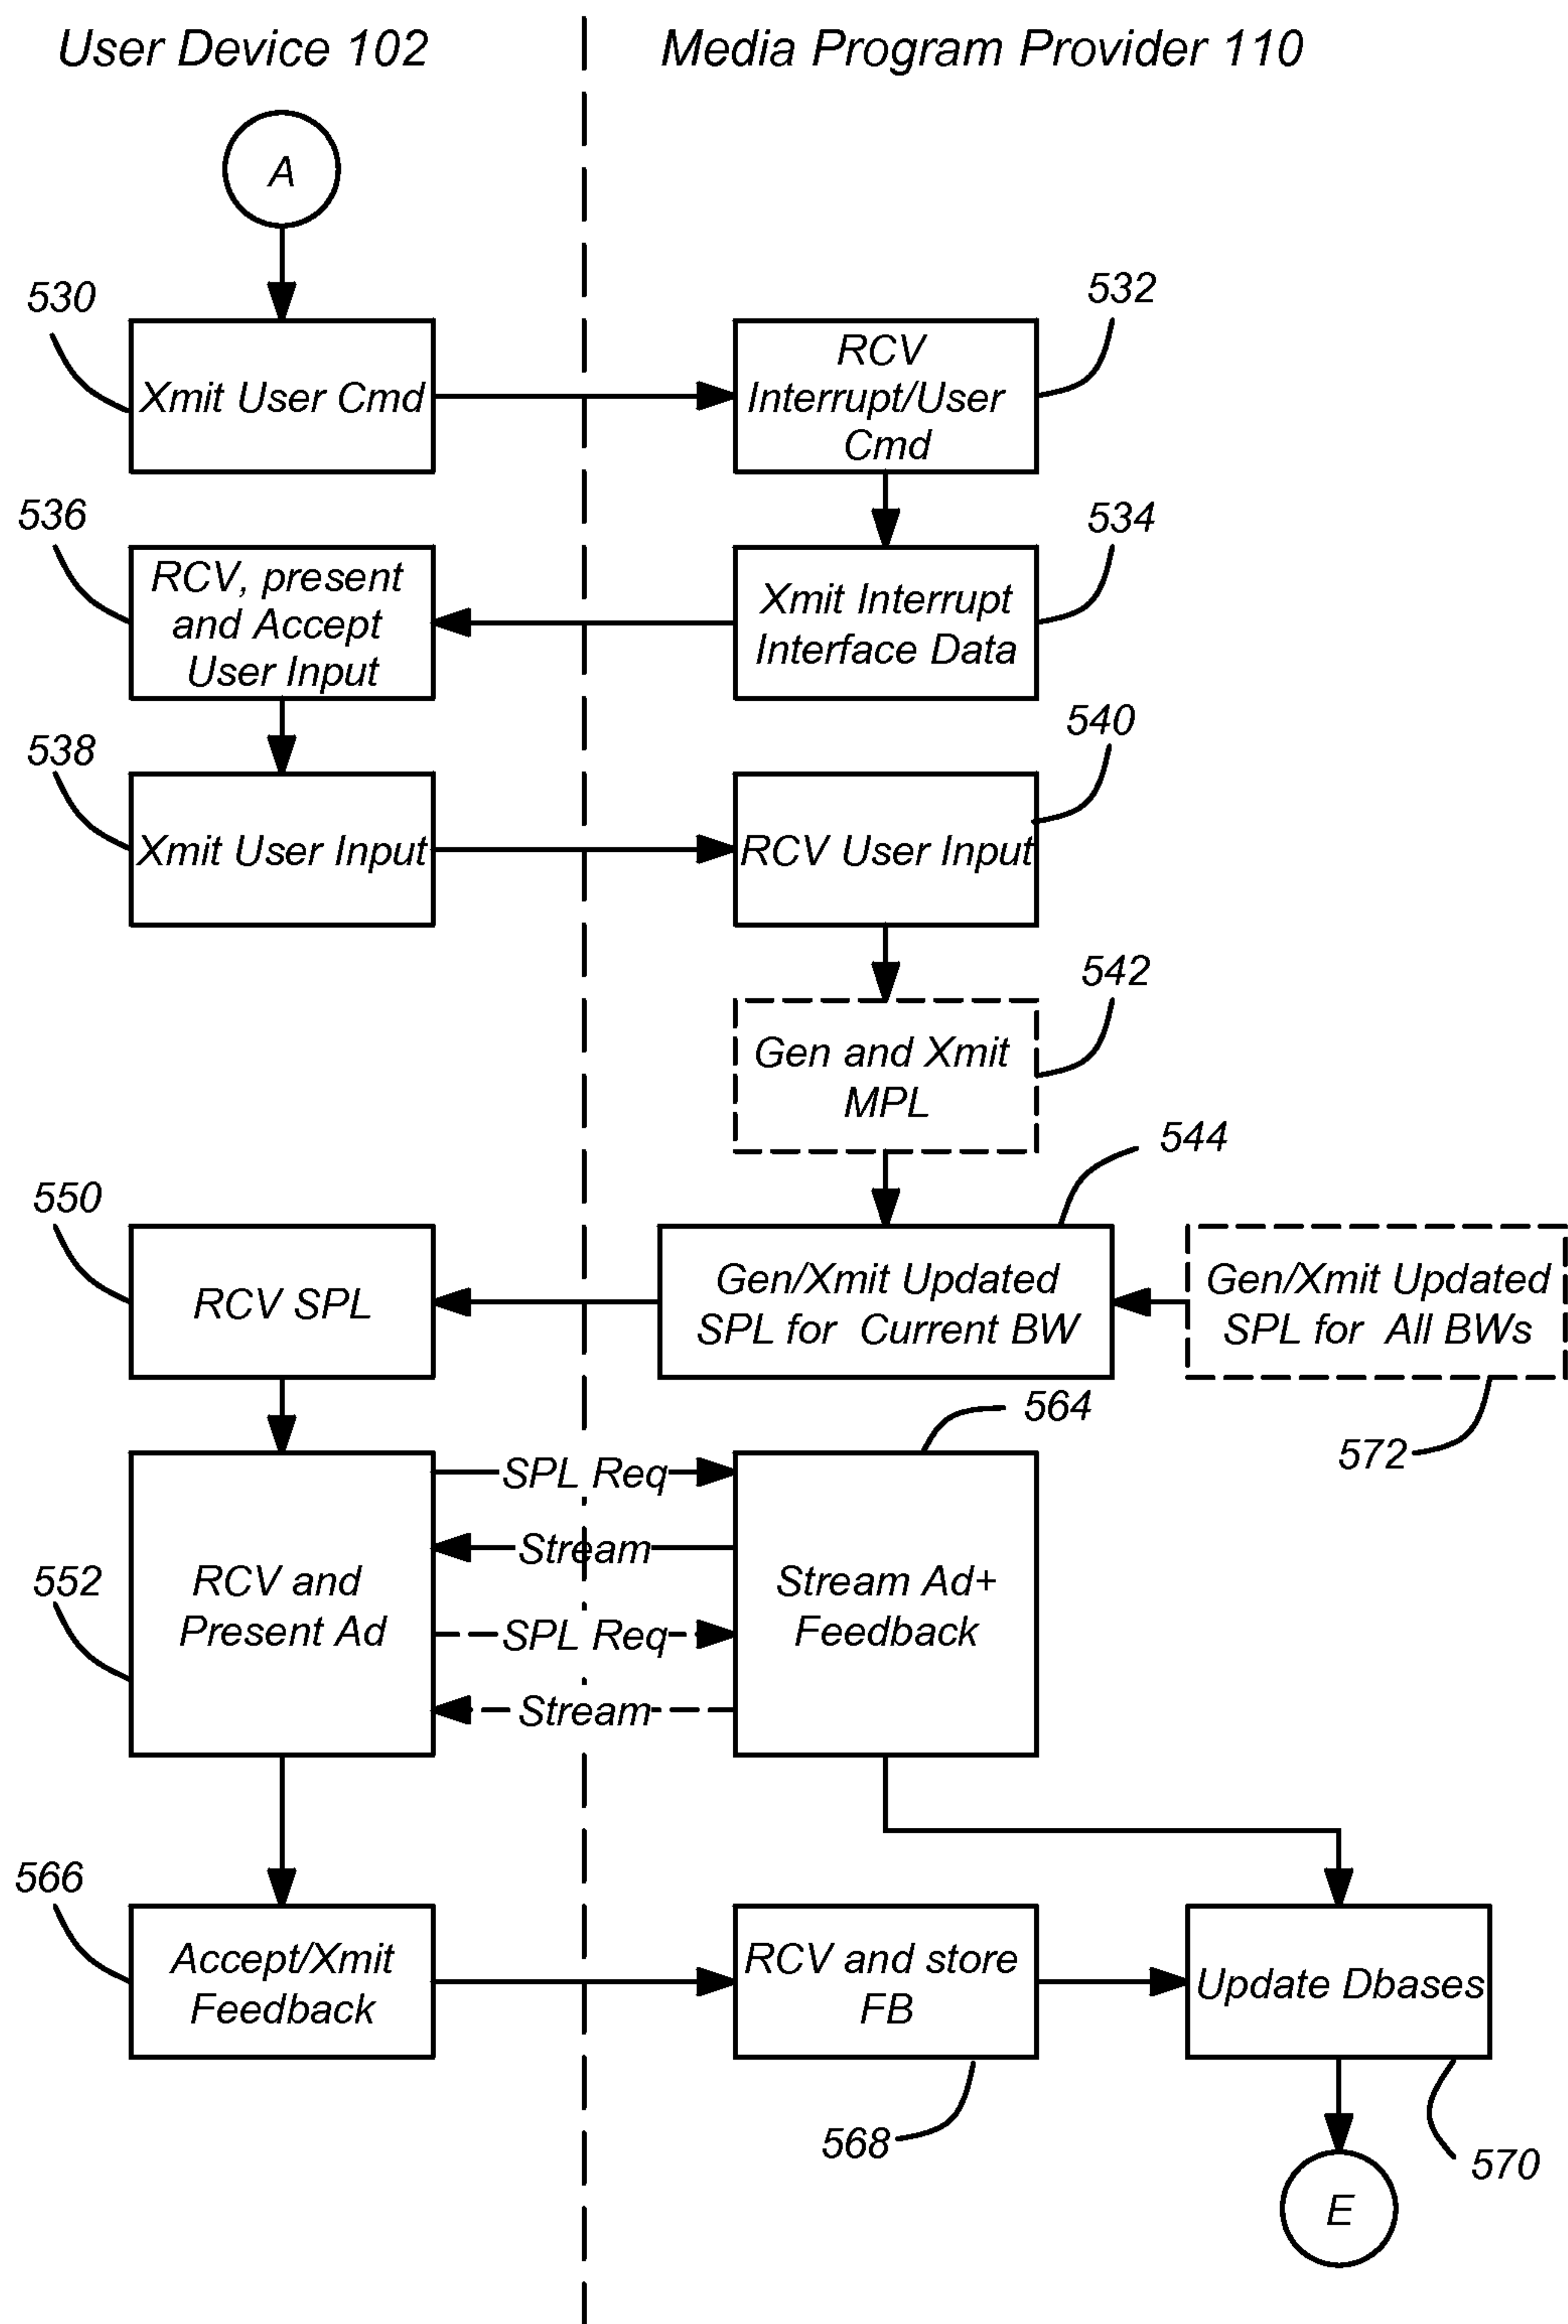 User Device 102
Media Program Provider 110
A
530
532
Xmit User Cmd
RCV
Interrupt/User
Cmd
536
534
RCV, present
and Accept
User Input
Xmit Interrupt
Interface Data
538
540
Xmit User Input
RCV User Input
542
Gen and Xmit
MPL
544
550
RCV SPL
Gen/Xmit Updated
SPL for Current BW
Gen/Xmit Updated
SPL for All BWs
564
572
SPL Req
Stream
552
RCV and
Present Ad
Stream Ad+
Feedback
SPL Req
Stream
566
Accept/Xmit
Feedback
RCV and store
FB
Update Dbases
568
570
E